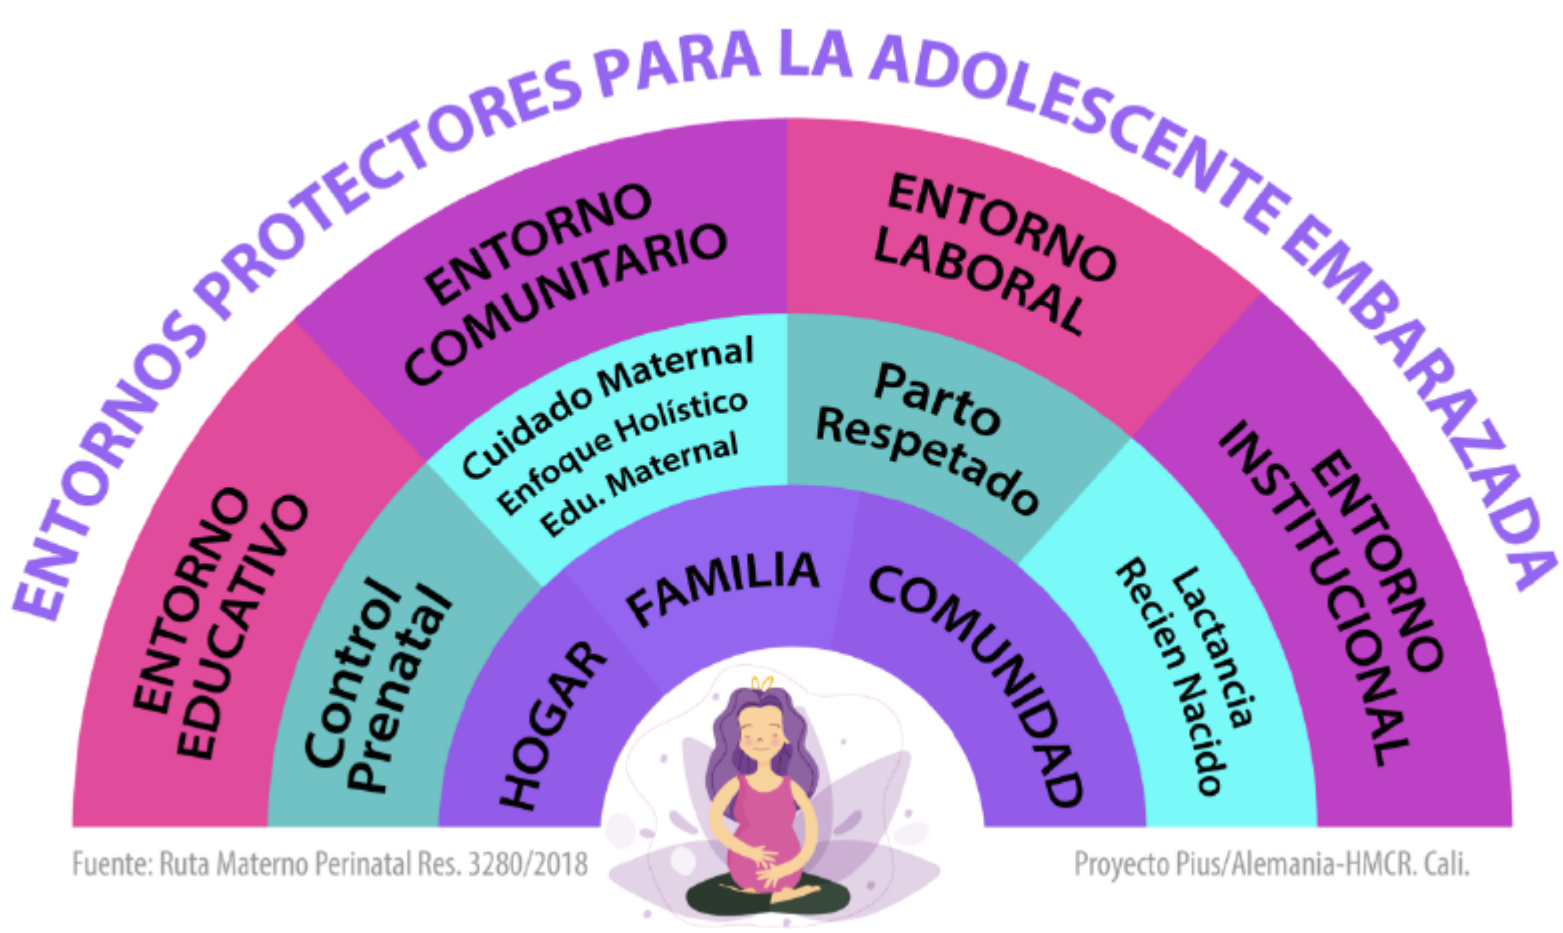 ENTORNOS PROTECTORES PARA LA ADOLESCENTE EMBARAZADA
ENTORNO
EDUCATIVO
ENTORNO
COMUNITARIO
ENTORNO
LABORAL
ENTORNO
INSTITUCIONAL
Control
Prenatal
Cuidado Maternal
Enfoque Holístico
Edu. Maternal
Parto
Respetado
Lactancia
Recien Nacido
HOGAR
FAMILIA
COMUNIDAD
Fuente: Ruta Materno Perinatal Res. 3280/2018
Proyecto Pius/Alemania-HMCR. Cali.